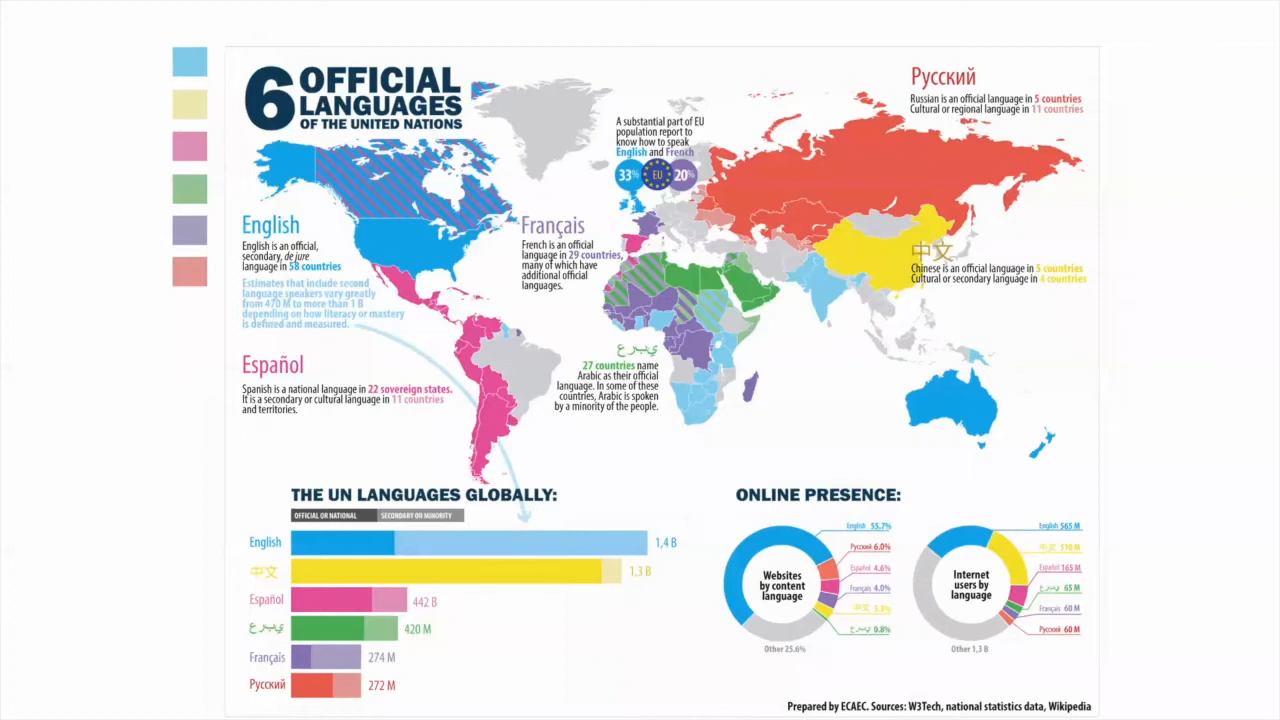 6 OFFICIAL
LANGUAGES
OF THE UNITED NATIONS
A substantial part of EU
population report to
know how to speak
English and French
33% EU 20%
Русский
Russian is an official language in 5 countries
Cultural or regional language in 11 countries
English
English is an official,
secondary, de jure
language in 58 countries
Estimates that include second
language speakers vary greatly
from 470 M to more than 1 B
depending on how literacy or mastery
is defined and measured.
Français
French is an official
language in 29 countries,
many of which have
additional official
languages.
中文
Chinese is an official language in 5 countries
Cultural or secondary language in 4 countries
Español
Spanish is a national language in 22 sovereign states.
It is a secondary or cultural language in 11 countries
and territories.
ي ب ر ع
27 countries name
Arabic as their official
language. In some of these
countries, Arabic is spoken
by a minority of the people.
THE UN LANGUAGES GLOBALLY:
OFFICIAL OR NATIONAL
SECONDARY OR MINORITY
English 1,4 B
中文 1,3 B
Español 442 B
ي ب ر ع 420 M
Français 274 M
Русский 272 M
ONLINE PRESENCE:
Websites
by content
language
English 55.7%
Русский 6.0%
Español 4.6%
Français 4.0%
中文 3.3%
ي ب ر ع 0.8%
Other 25.6%
Internet
users by
language
English 565 M
中文 510 M
Español 165 M
ي ب ر ع 65 M
Français 60 M
Русский 60 M
Other 1,3 B
Prepared by ECAEC. Sources: W3Tech, national statistics data, Wikipedia